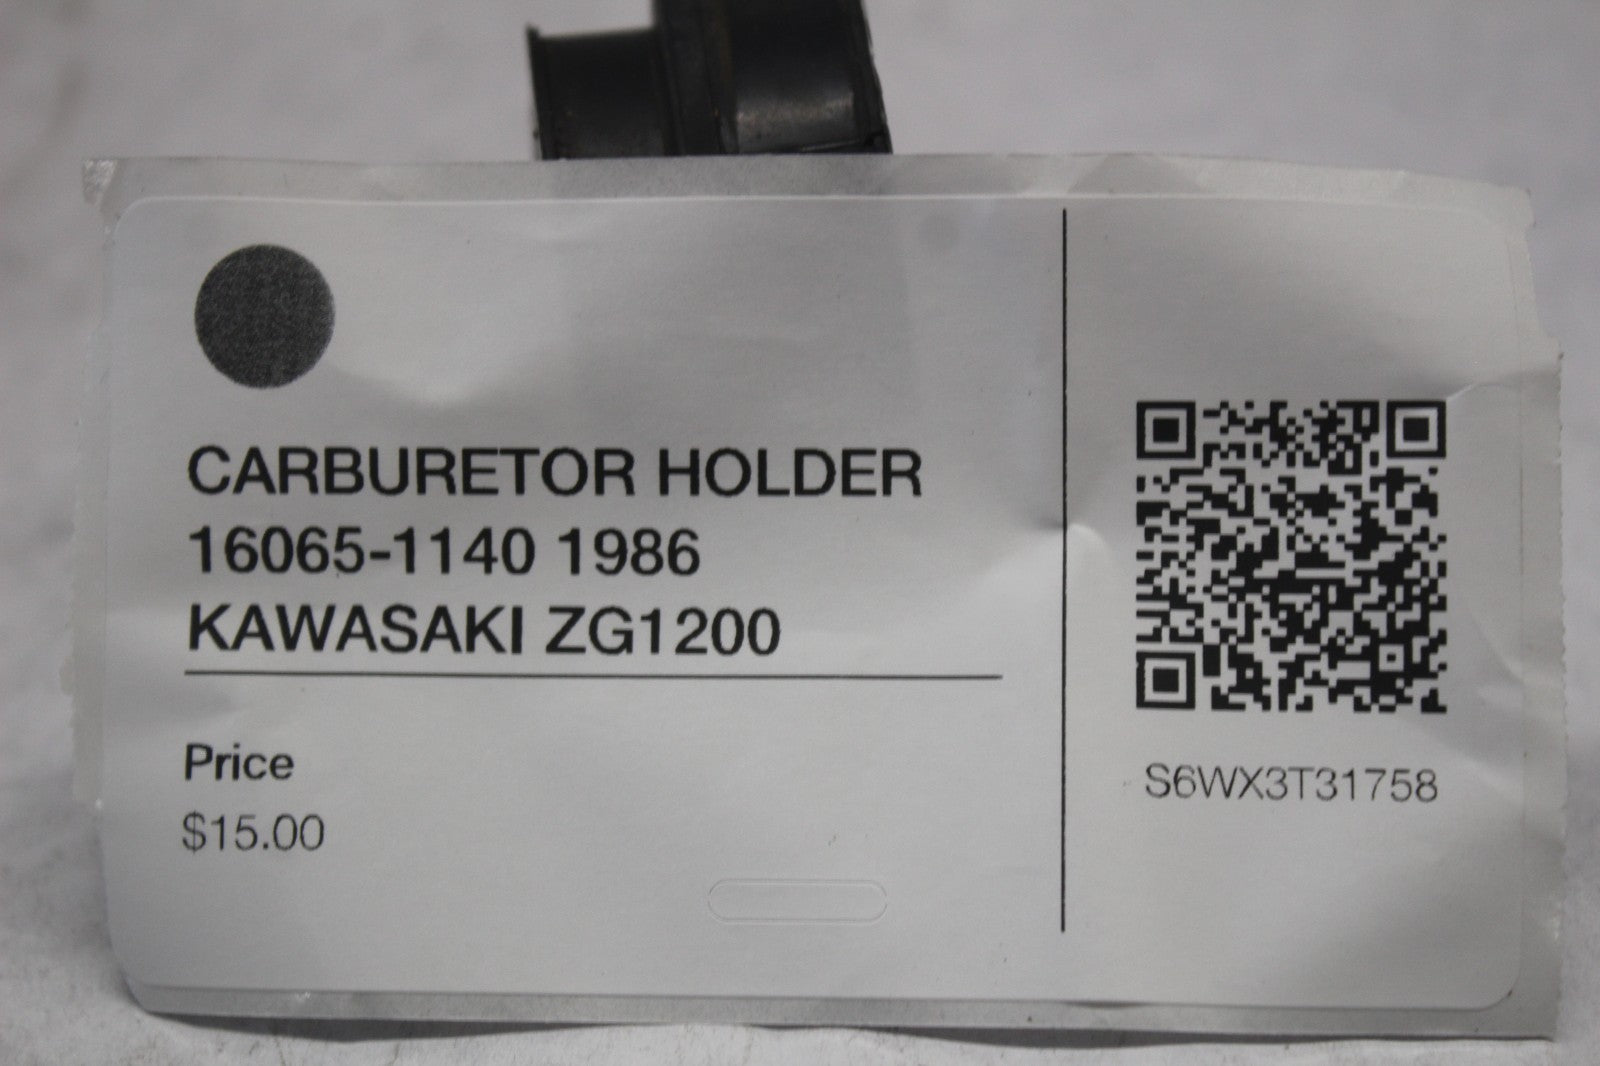 CARBURETOR HOLDER
16065-1140 1986
KAWASAKI ZG1200
Price
$15.00
S6WX3T31758